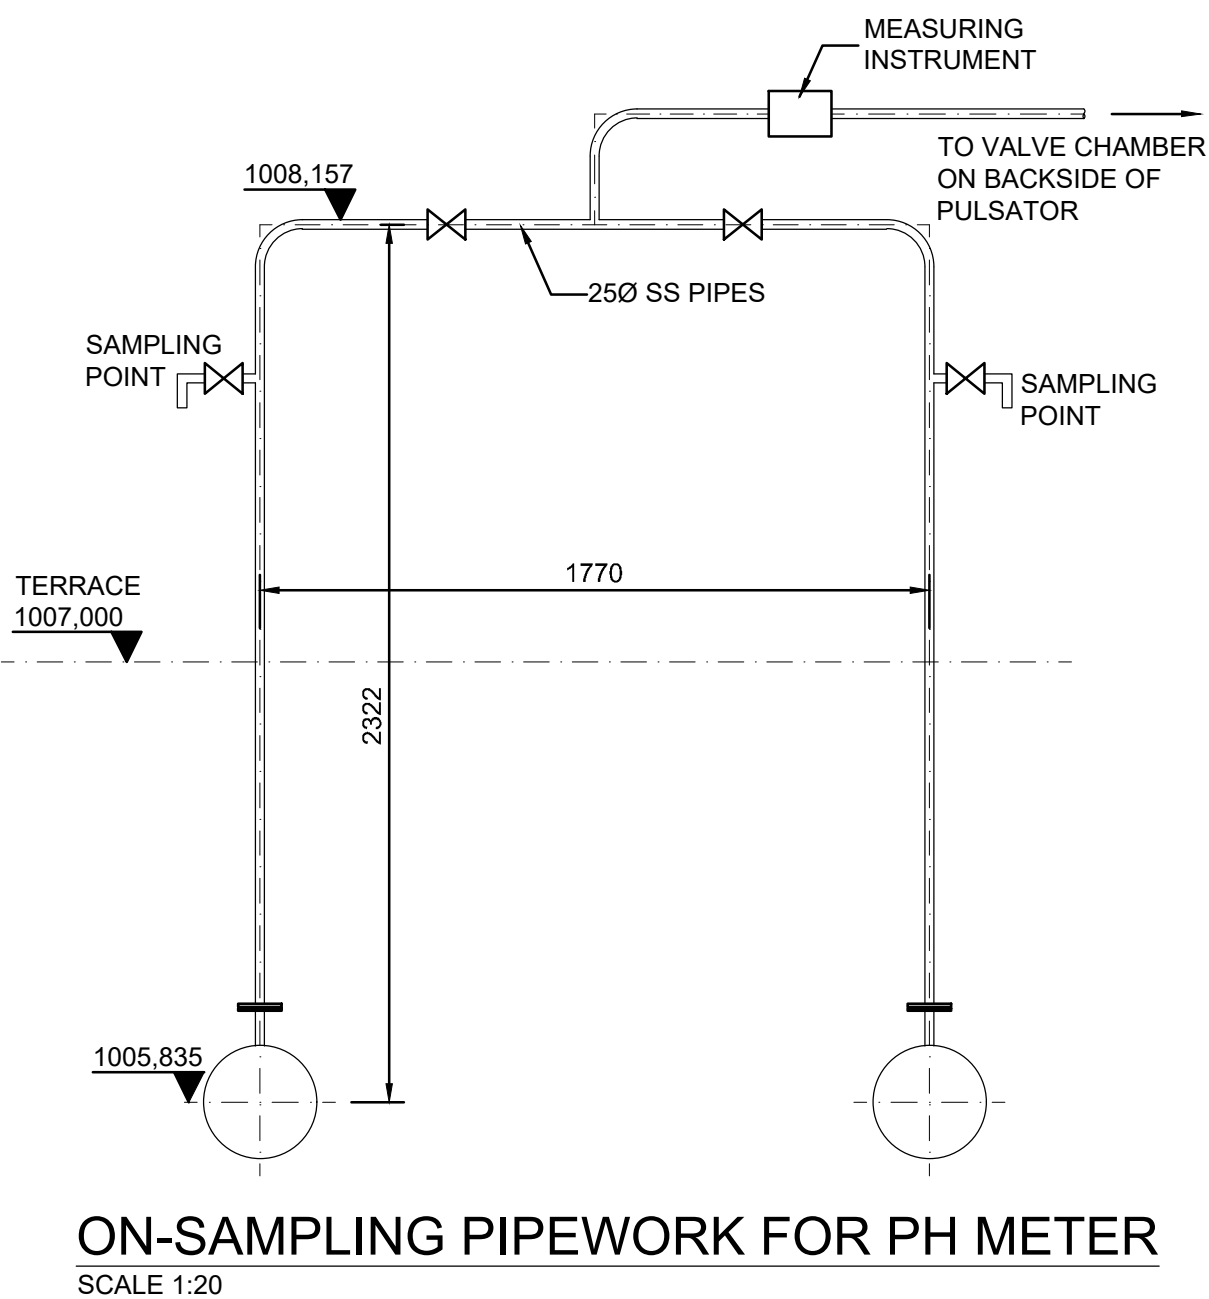 MEASURING
INSTRUMENT
TO VALVE CHAMBER
ON BACKSIDE OF
PULSATOR
1008,157
25Ø SS PIPES
SAMPLING
POINT
SAMPLING
POINT
1770
TERRACE
1007,000
2322
1005,835
ON-SAMPLING PIPEWORK FOR PH METER
SCALE 1:20